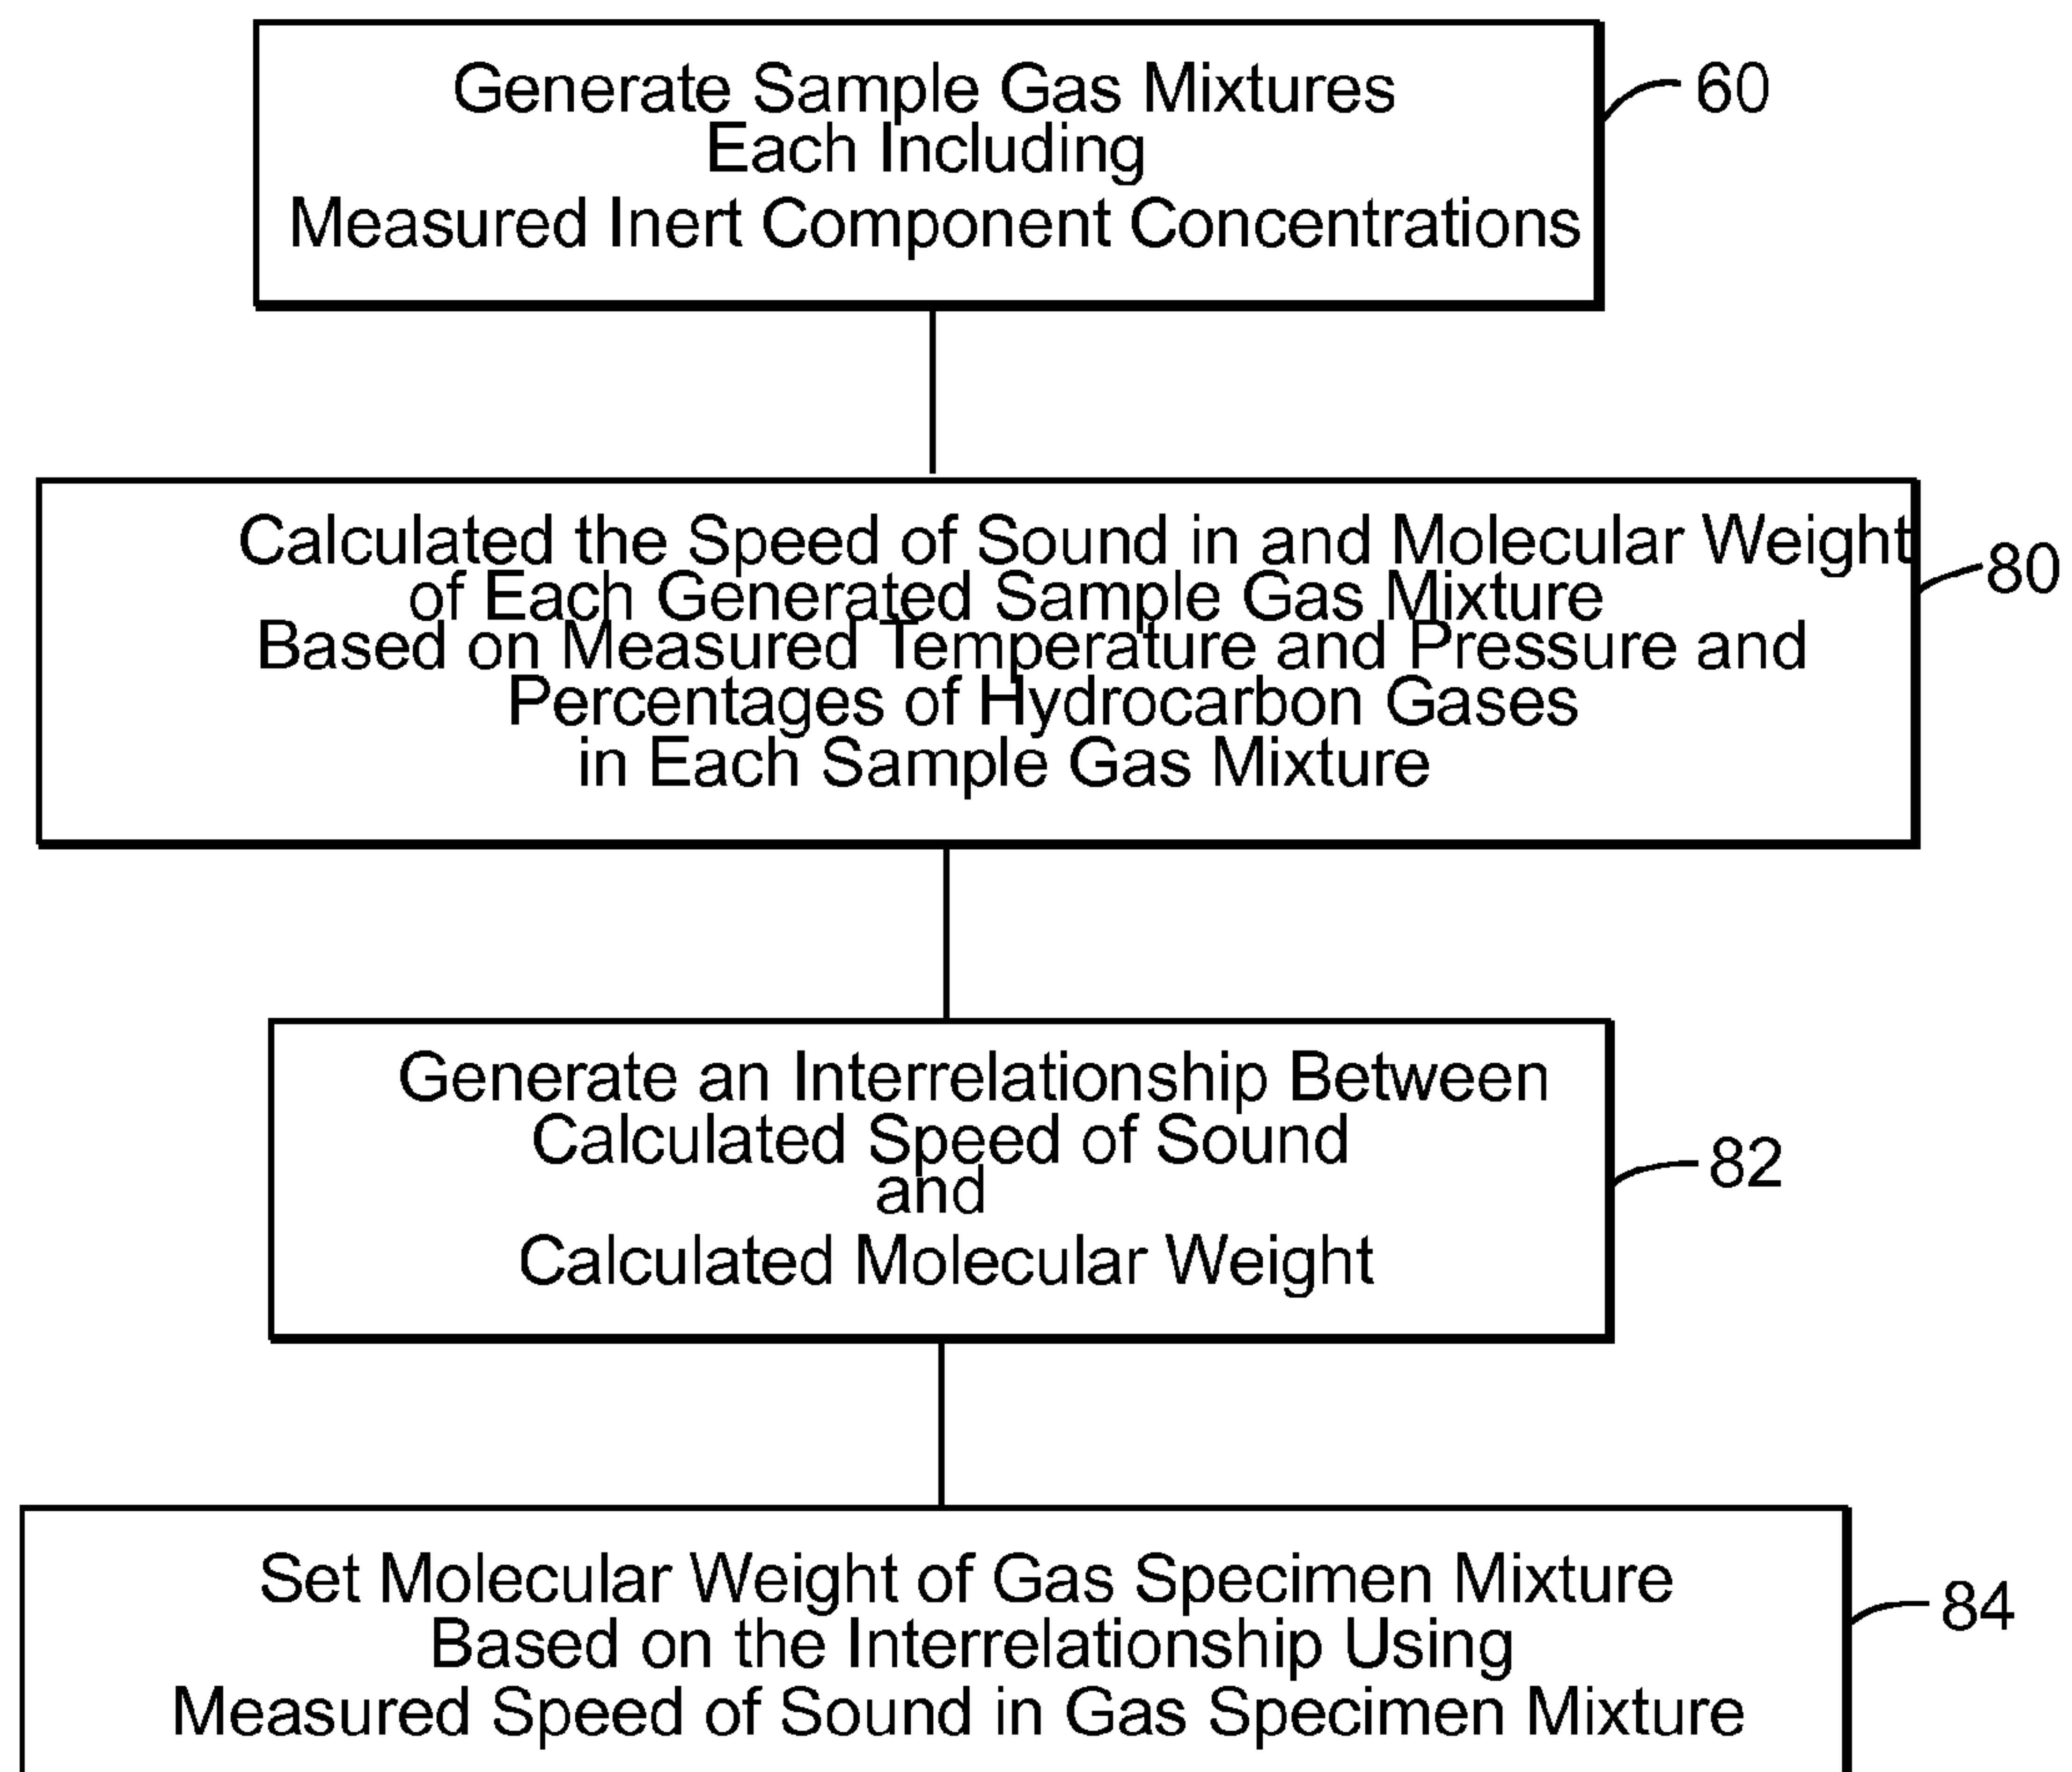 Generate Sample Gas Mixtures
Each Including
Measured Inert Component Concentrations
60
Calculated the Speed of Sound in and Molecular Weight
of Each Generated Sample Gas Mixture
Based on Measured Temperature and Pressure and
Percentages of Hydrocarbon Gases
in Each Sample Gas Mixture
80
Generate an Interrelationship Between
Calculated Speed of Sound
and
Calculated Molecular Weight
82
Set Molecular Weight of Gas Specimen Mixture
Based on the Interrelationship Using
Measured Speed of Sound in Gas Specimen Mixture
84